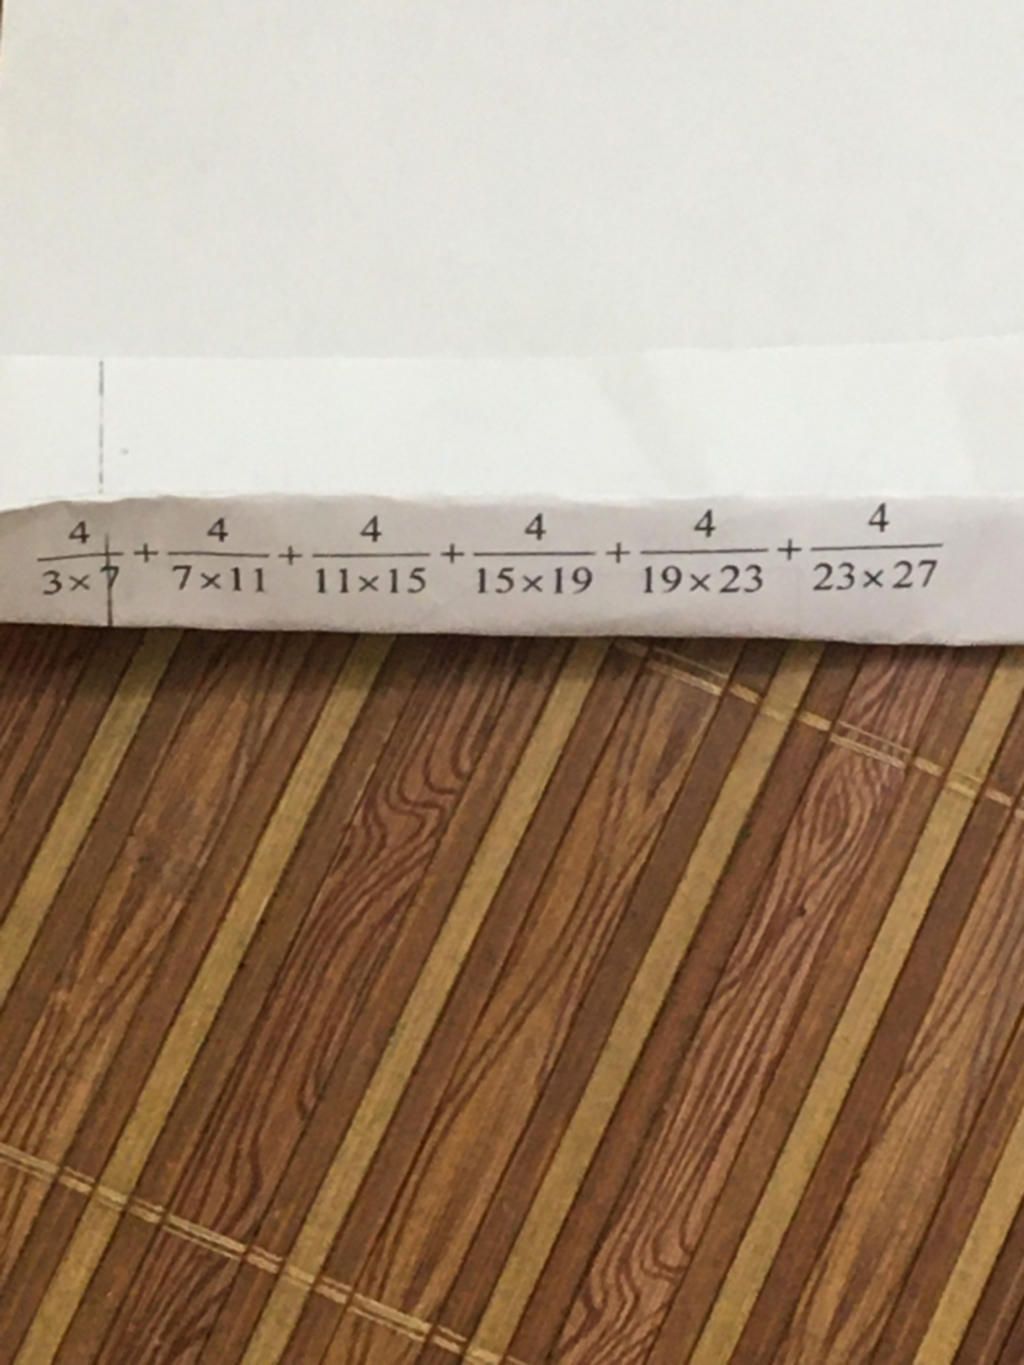 4/(3×7) + 4/(7×11) + 4/(11×15) + 4/(15×19) + 4/(19×23) + 4/(23×27)